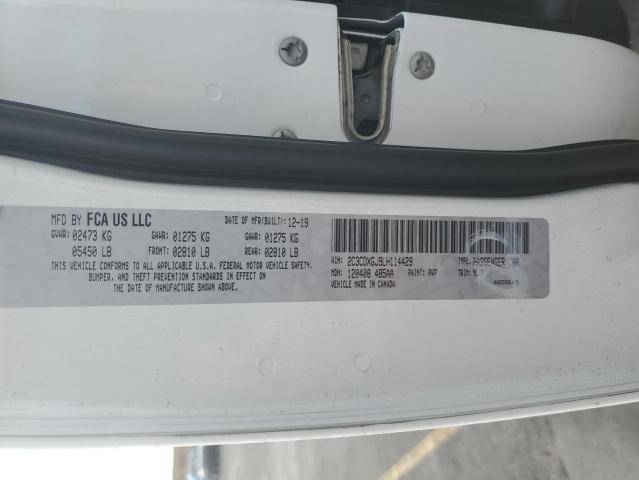 MFD BY FCA US LLC DATE OF MFR(BUILT): 12-19
GVWR: 02473 KG GAWR: 01275 KG GAWR: 01275 KG
05450 LB FRONT: 02810 LB REAR: 02810 LB
THIS VEHICLE CONFORMS TO ALL APPLICABLE U.S.A. FEDERAL MOTOR VEHICLE SAFETY,
BUMPER, AND THEFT PREVENTION STANDARDS IN EFFECT ON
THE DATE OF MANUFACTURE SHOWN ABOVE.
VIN: 2C3CDXGJ9LH114429 TYPE: PASSENGER CAR
MDH: 120408 485AA PAINT: PW7 TRIM:
VEHICLE MADE IN CANADA